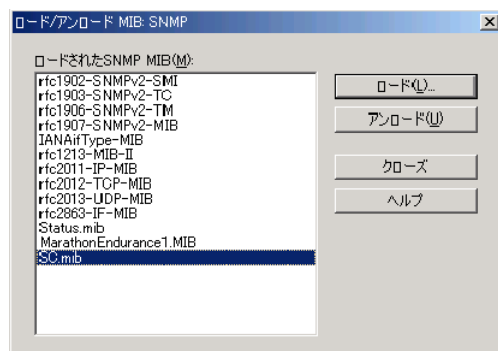 ロード/アンロード MIB: SNMP
ロードされたSNMP MIB(M):
rfc1902-SNMPv2-SMI
rfc1903-SNMPv2-TC
rfc1906-SNMPv2-TM
rfc1907-SNMPv2-MIB
IANAifType-MIB
rfc1213-MIB-II
rfc2011-IP-MIB
rfc2012-TCP-MIB
rfc2013-UDP-MIB
rfc2863-IF-MIB
Status.mib
MarathonEndurance1.MIB
SC.mib
ロード(L)...
アンロード(U)
クローズ
ヘルプ